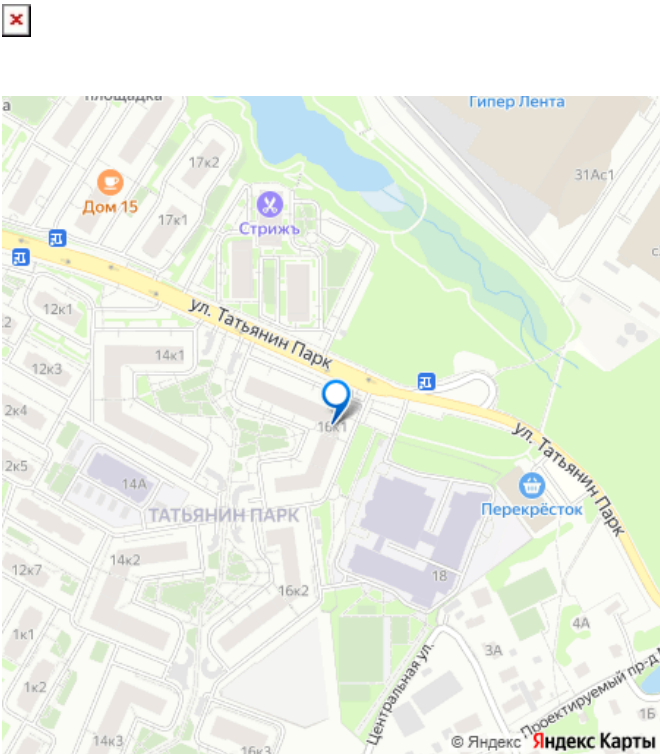 площадка
Гипер Лента
17к2
31Ас1
Дом 15
17к1
Стрижъ
12к1
ул. Татьянин Парк
14к1
12к3
2к4
16к1
ул. Татьянин Парк
2к5
14А
Перекрёсток
ТАТЬЯНИН ПАРК
14к2
12к7
18
16к2
4А
1к1
3А
Центральная ул.
Проектируемый пр-д
1к2
1Б
14к3
16к3
© Яндекс Яндекс Карты